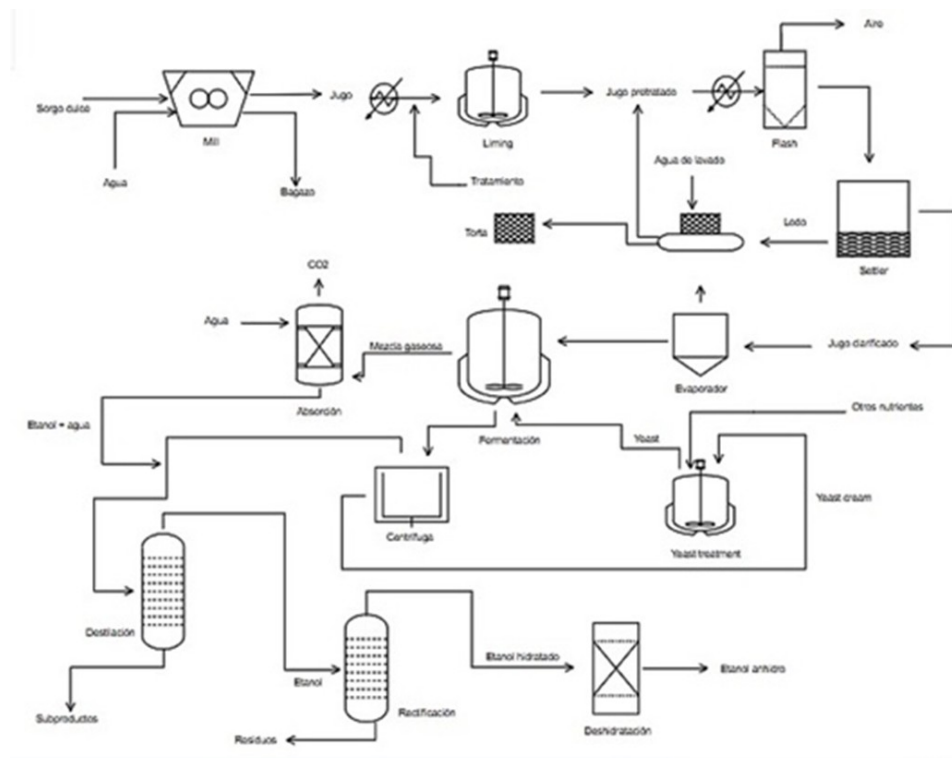 Aire
Sorgo dulce
Jugo
Jugo pretratado
Mill
Liming
Flash
Agua de lavado
Agua
Bagazo
Tratamiento
Torta
Lodo
Settler
CO2
Agua
Mezcla gaseosa
Jugo clarificado
Evaporador
Absorción
Otros nutrientes
Etanol + agua
Fermentación
Yeast
Yeast cream
Centrífuga
Yeast treatment
Destilación
Etanol hidratado
Etanol anhidro
Etanol
Subproductos
Rectificación
Deshidratación
Residuos